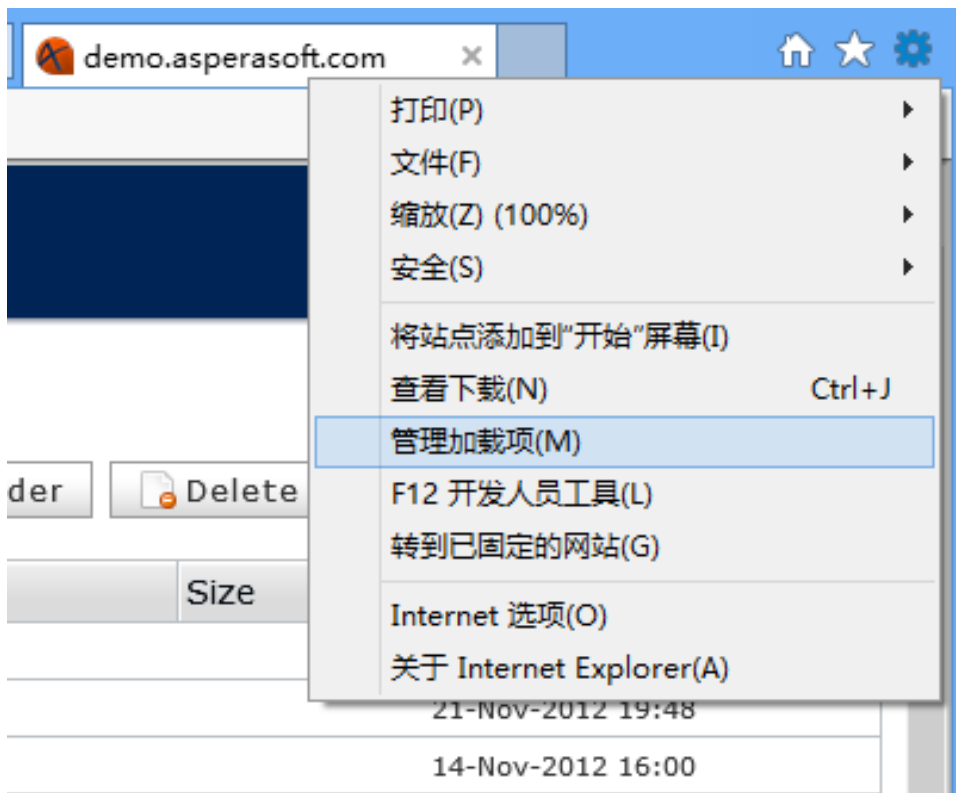 demo.asperasoft.com
打印(P)
文件(F)
缩放(Z) (100%)
安全(S)
将站点添加到"开始"屏幕(I)
查看下载(N) Ctrl+J
管理加载项(M)
der Delete F12 开发人员工具(L)
转到已固定的网站(G)
Size
Internet 选项(O)
关于 Internet Explorer(A)
21-Nov-2012 19:48
14-Nov-2012 16:00